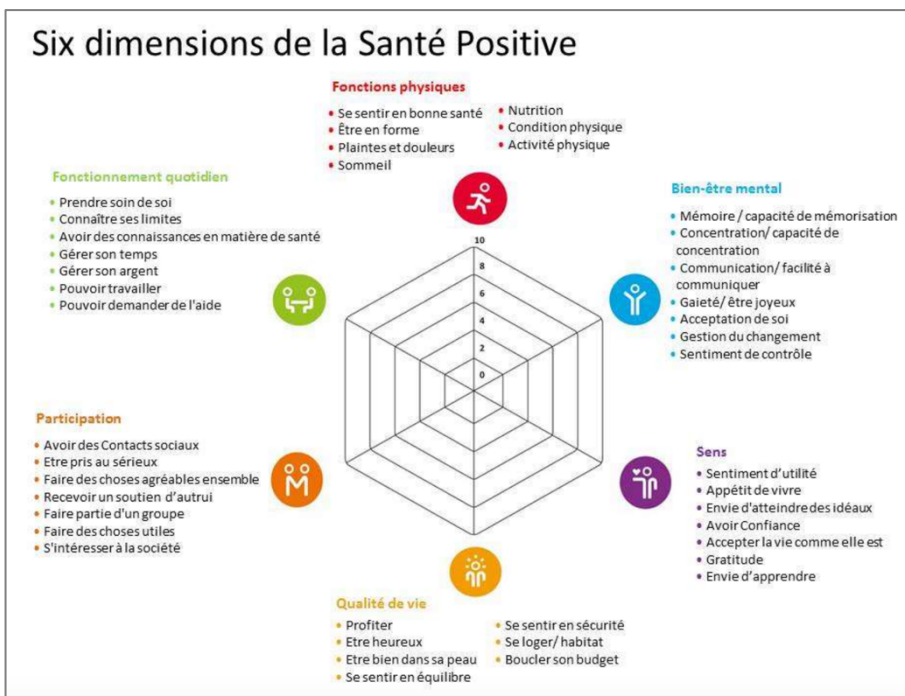 Six dimensions de la Santé Positive
Fonctions physiques
• Se sentir en bonne santé
• Être en forme
• Plaintes et douleurs
• Sommeil
• Nutrition
• Condition physique
• Activité physique
Bien-être mental
• Mémoire / capacité de mémorisation
• Concentration/ capacité de
concentration
• Communication/ facilité à
communiquer
• Gaieté/ être joyeux
• Acceptation de soi
• Gestion du changement
• Sentiment de contrôle
Sens
• Sentiment d'utilité
• Appétit de vivre
• Envie d'atteindre des idéaux
• Avoir Confiance
• Accepter la vie comme elle est
• Gratitude
• Envie d'apprendre
Qualité de vie
• Profiter
• Etre heureux
• Etre bien dans sa peau
• Se sentir en équilibre
• Se sentir en sécurité
• Se loger/ habitat
• Boucler son budget
Participation
• Avoir des Contacts sociaux
• Etre pris au sérieux
• Faire des choses agréables ensemble
• Recevoir un soutien d'autrui
• Faire partie d'un groupe
• Faire des choses utiles
• S'intéresser à la société
Fonctionnement quotidien
• Prendre soin de soi
• Connaître ses limites
• Avoir des connaissances en matière de santé
• Gérer son temps
• Gérer son argent
• Pouvoir travailler
• Pouvoir demander de l'aide
10
8
6
4
2
0